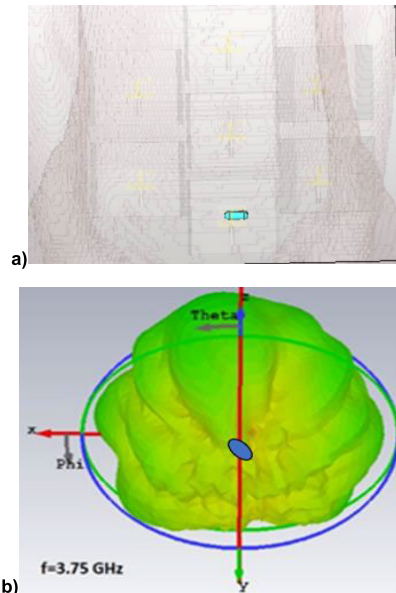 a)
z
Theta
x
Phi
f=3.75 GHz
y
b)